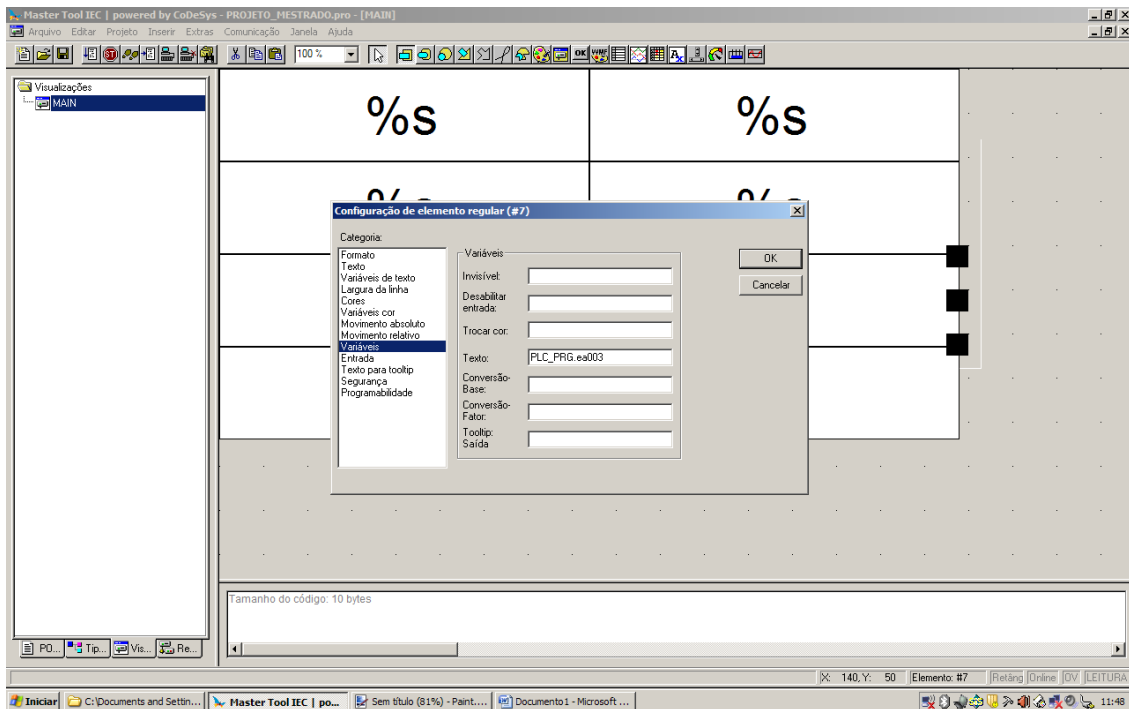 Master Tool IEC | powered by CoDeSys - PROJETO_MESTRADO.pro - [MAIN]
Arquivo Editar Projeto Inserir Extras Comunicação Janela Ajuda
100 %
Visualizações
MAIN
%s %s
%s %s
Configuração de elemento regular (#7)
Categoria:
Formato
Texto
Variáveis de texto
Largura da linha
Cores
Variáveis cor
Movimento absoluto
Movimento relativo
Variáveis
Entrada
Texto para tooltip
Segurança
Programabilidade
Variáveis
Invisível:
Desabilitar
entrada:
Trocar cor:
Texto: PLC_PRG.ea003
Conversão-
Base:
Conversão-
Fator:
Tooltip:
Saída
OK
Cancelar
Tamanho do código: 10 bytes
PO... Tip... Vis... Re...
X: 140, Y: 50 Elemento: #7 Retâng Online OV LEITURA
Iniciar C:\Documents and Settin... Master Tool IEC | po... Sem título (81%) - Paint.... Documento1 - Microsoft ... 11:48